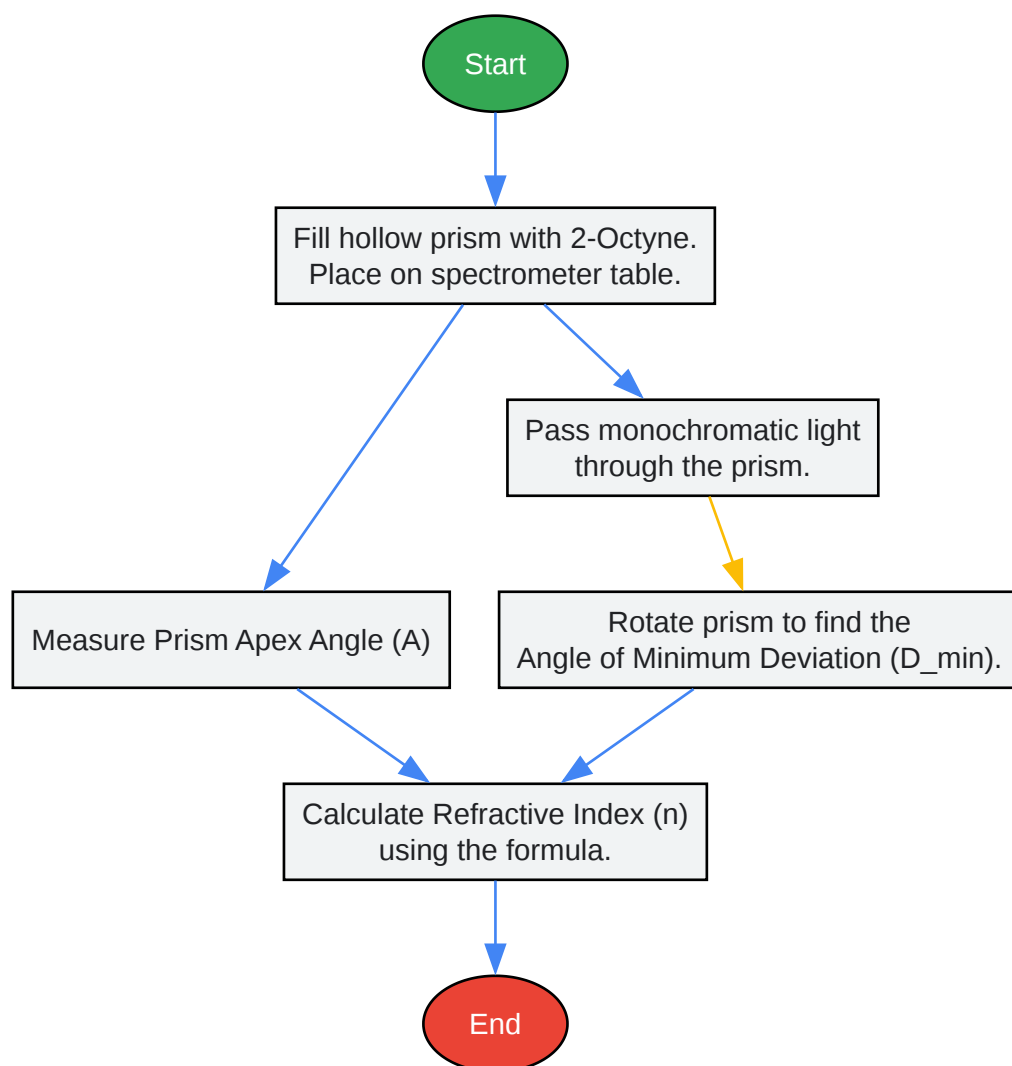 Start
Fill hollow prism with 2-Octyne.
Place on spectrometer table.
Pass monochromatic light
through the prism.
Measure Prism Apex Angle (A)
Rotate prism to find the
Angle of Minimum Deviation (D_min).
Calculate Refractive Index (n)
using the formula.
End